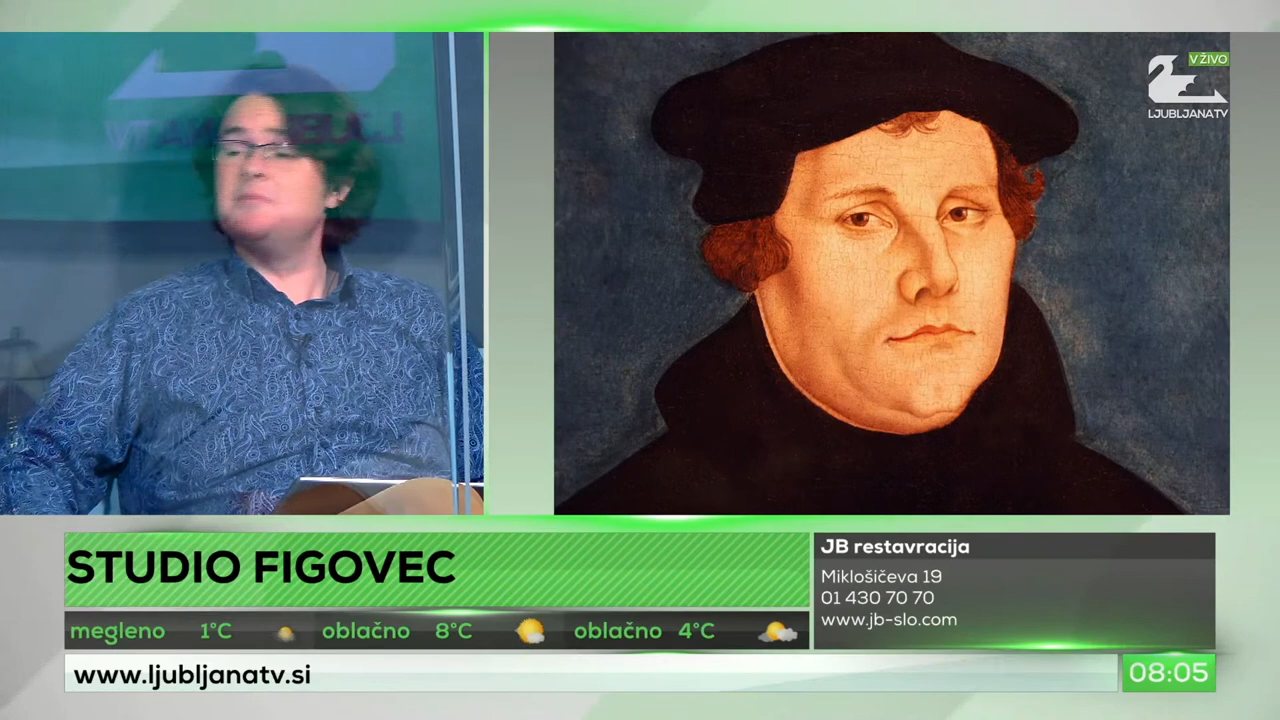 V ŽIVO
LJUBLJANATV
LJUBLJANATV
STUDIO FIGOVEC
JB restavracija
Miklošičeva 19
01 430 70 70
www.jb-slo.com
megleno 1°C oblačno 8°C oblačno 4°C
www.ljubljanatv.si
08:05